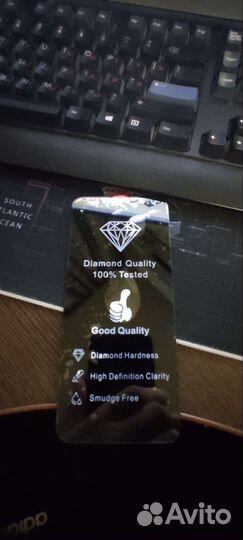 SOUTH
ATLANTIC
OCEAN
Diamond Quality
100% Tested
Good Quality
Diamond Hardness
High Definition Clarity
Smudge Free
Avito